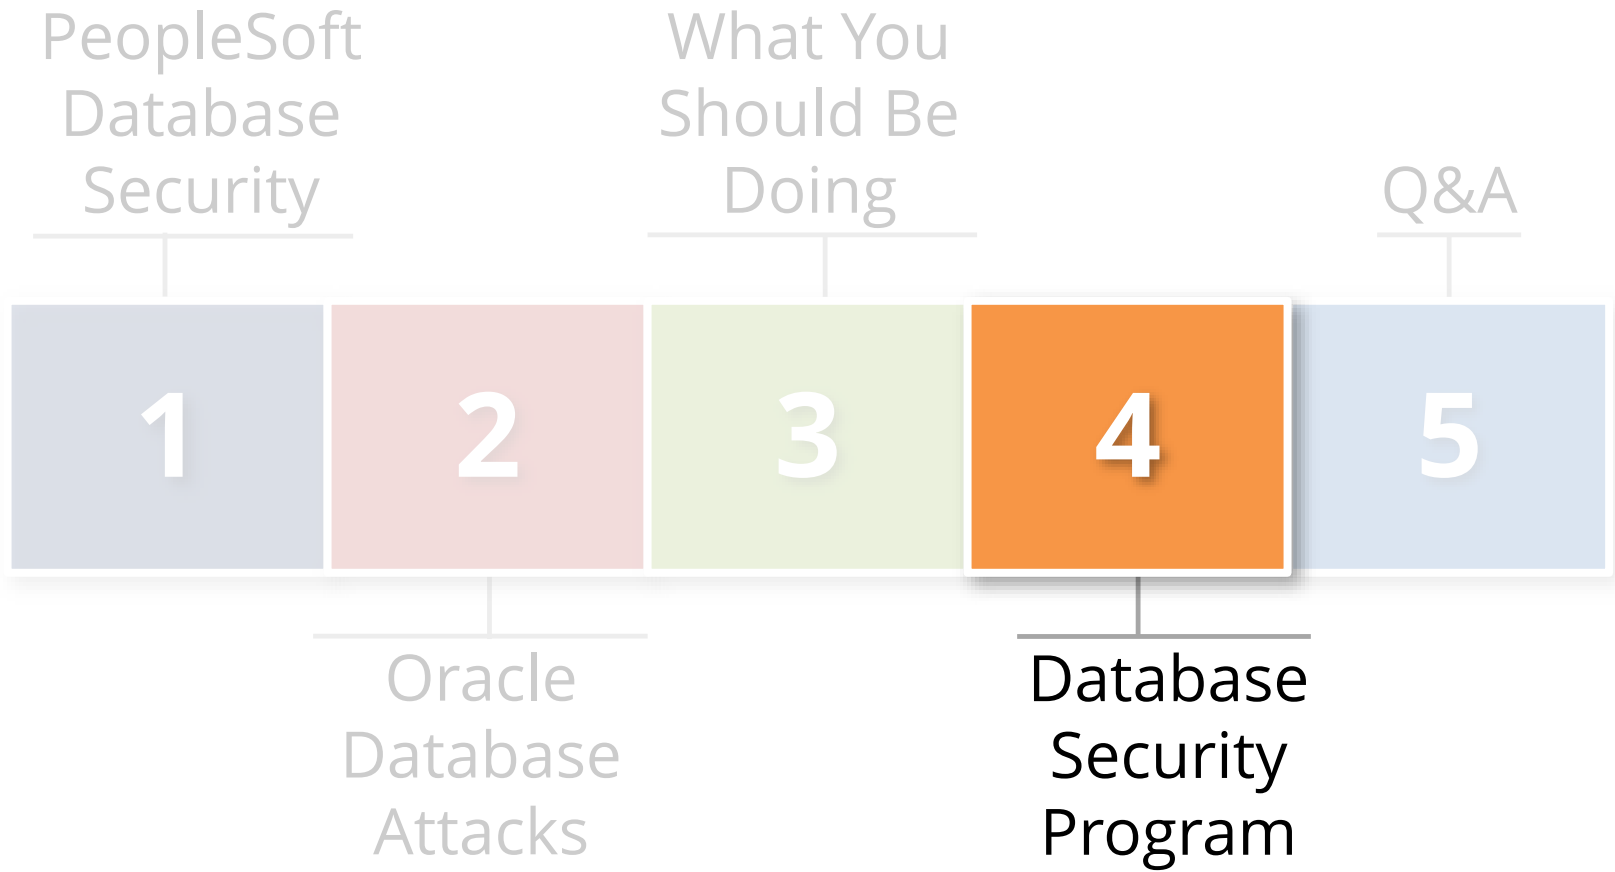 PeopleSoft
Database
Security
What You
Should Be
Doing
Q&A
1
2
3
4
5
Oracle
Database
Attacks
Database
Security
Program